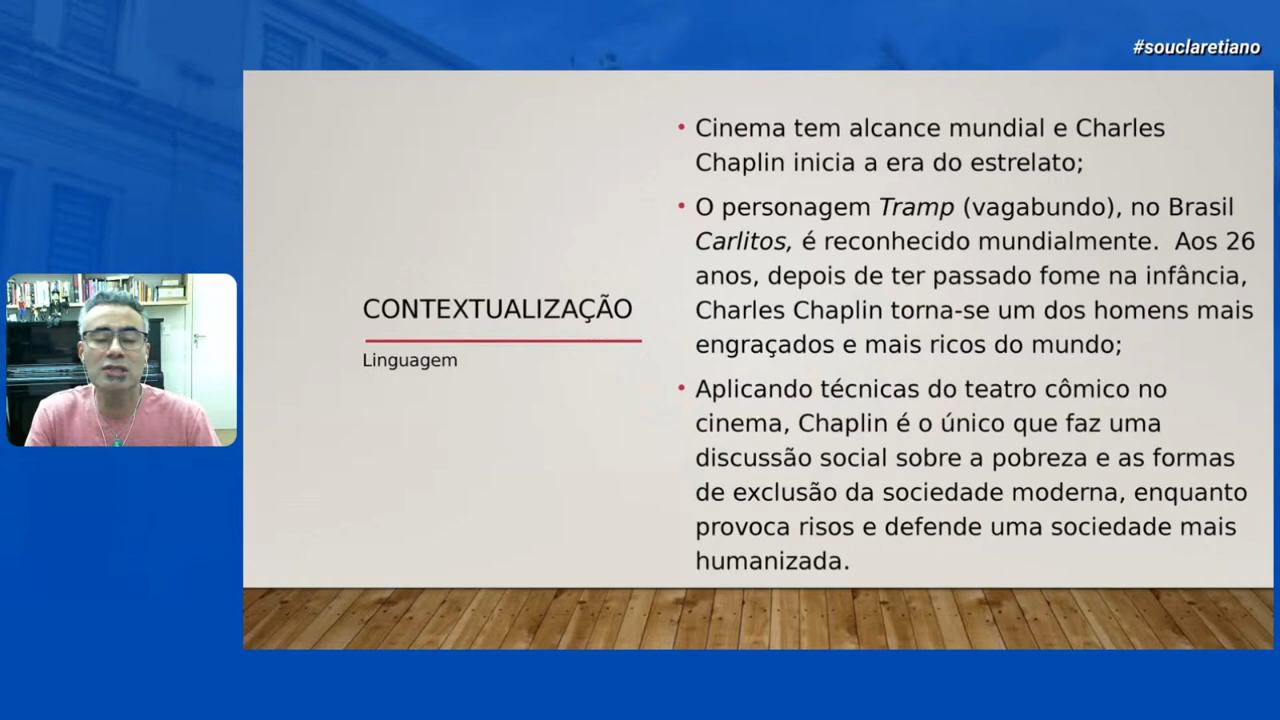 #souclaretiano
CONTEXTUALIZAÇÃO
Linguagem
• Cinema tem alcance mundial e Charles
Chaplin inicia a era do estrelato;
• O personagem Tramp (vagabundo), no Brasil
Carlitos, é reconhecido mundialmente.  Aos 26
anos, depois de ter passado fome na infância,
Charles Chaplin torna-se um dos homens mais
engraçados e mais ricos do mundo;
• Aplicando técnicas do teatro cômico no
cinema, Chaplin é o único que faz uma
discussão social sobre a pobreza e as formas
de exclusão da sociedade moderna, enquanto
provoca risos e defende uma sociedade mais
humanizada.